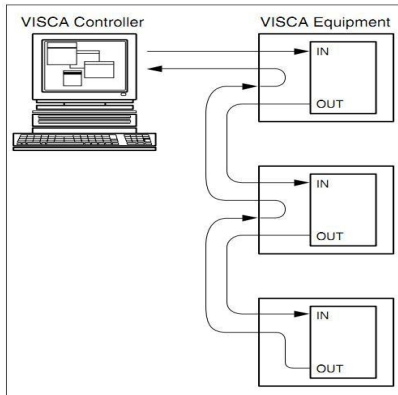 VISCA Controller
VISCA Equipment
IN
OUT
IN
OUT
IN
OUT